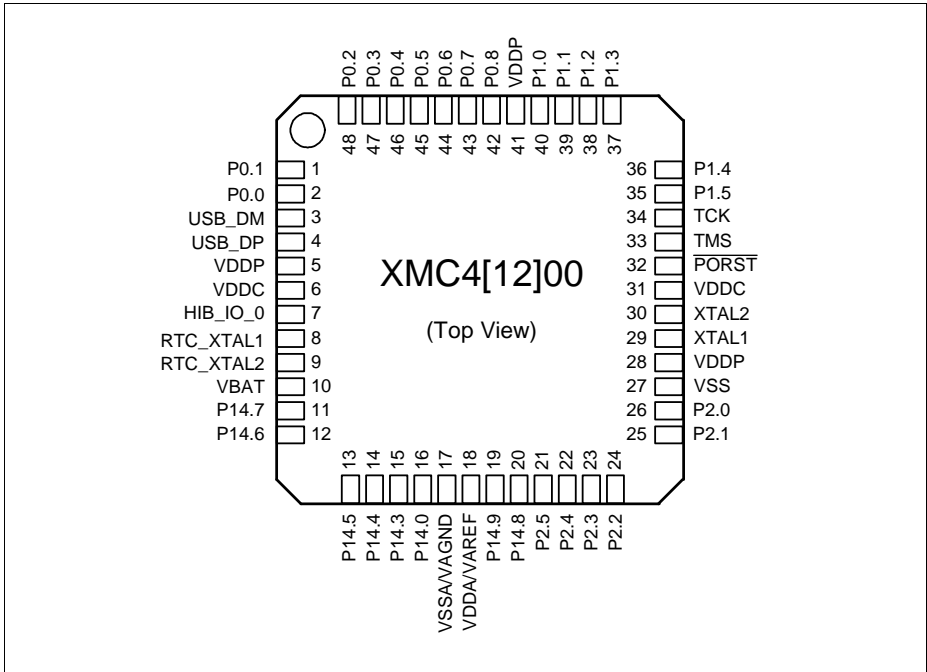 P0.2 P0.3 P0.4 P0.5 P0.6 P0.7 P0.8 VDDP P1.0 P1.1 P1.2 P1.3
48 47 46 45 44 43 42 41 40 39 38 37
P0.1 1
P0.0 2
USB_DM 3
USB_DP 4
VDDP 5
VDDC 6
HIB_IO_0 7
RTC_XTAL1 8
RTC_XTAL2 9
VBAT 10
P14.7 11
P14.6 12
XMC4[12]00
(Top View)
36 P1.4
35 P1.5
34 TCK
33 TMS
32 PORST
31 VDDC
30 XTAL2
29 XTAL1
28 VDDP
27 VSS
26 P2.0
25 P2.1
13 14 15 16 17 18 19 20 21 22 23 24
P14.5 P14.4 P14.3 P14.0 VSSA/VAGND VDDA/VAREF P14.9 P14.8 P2.5 P2.4 P2.3 P2.2